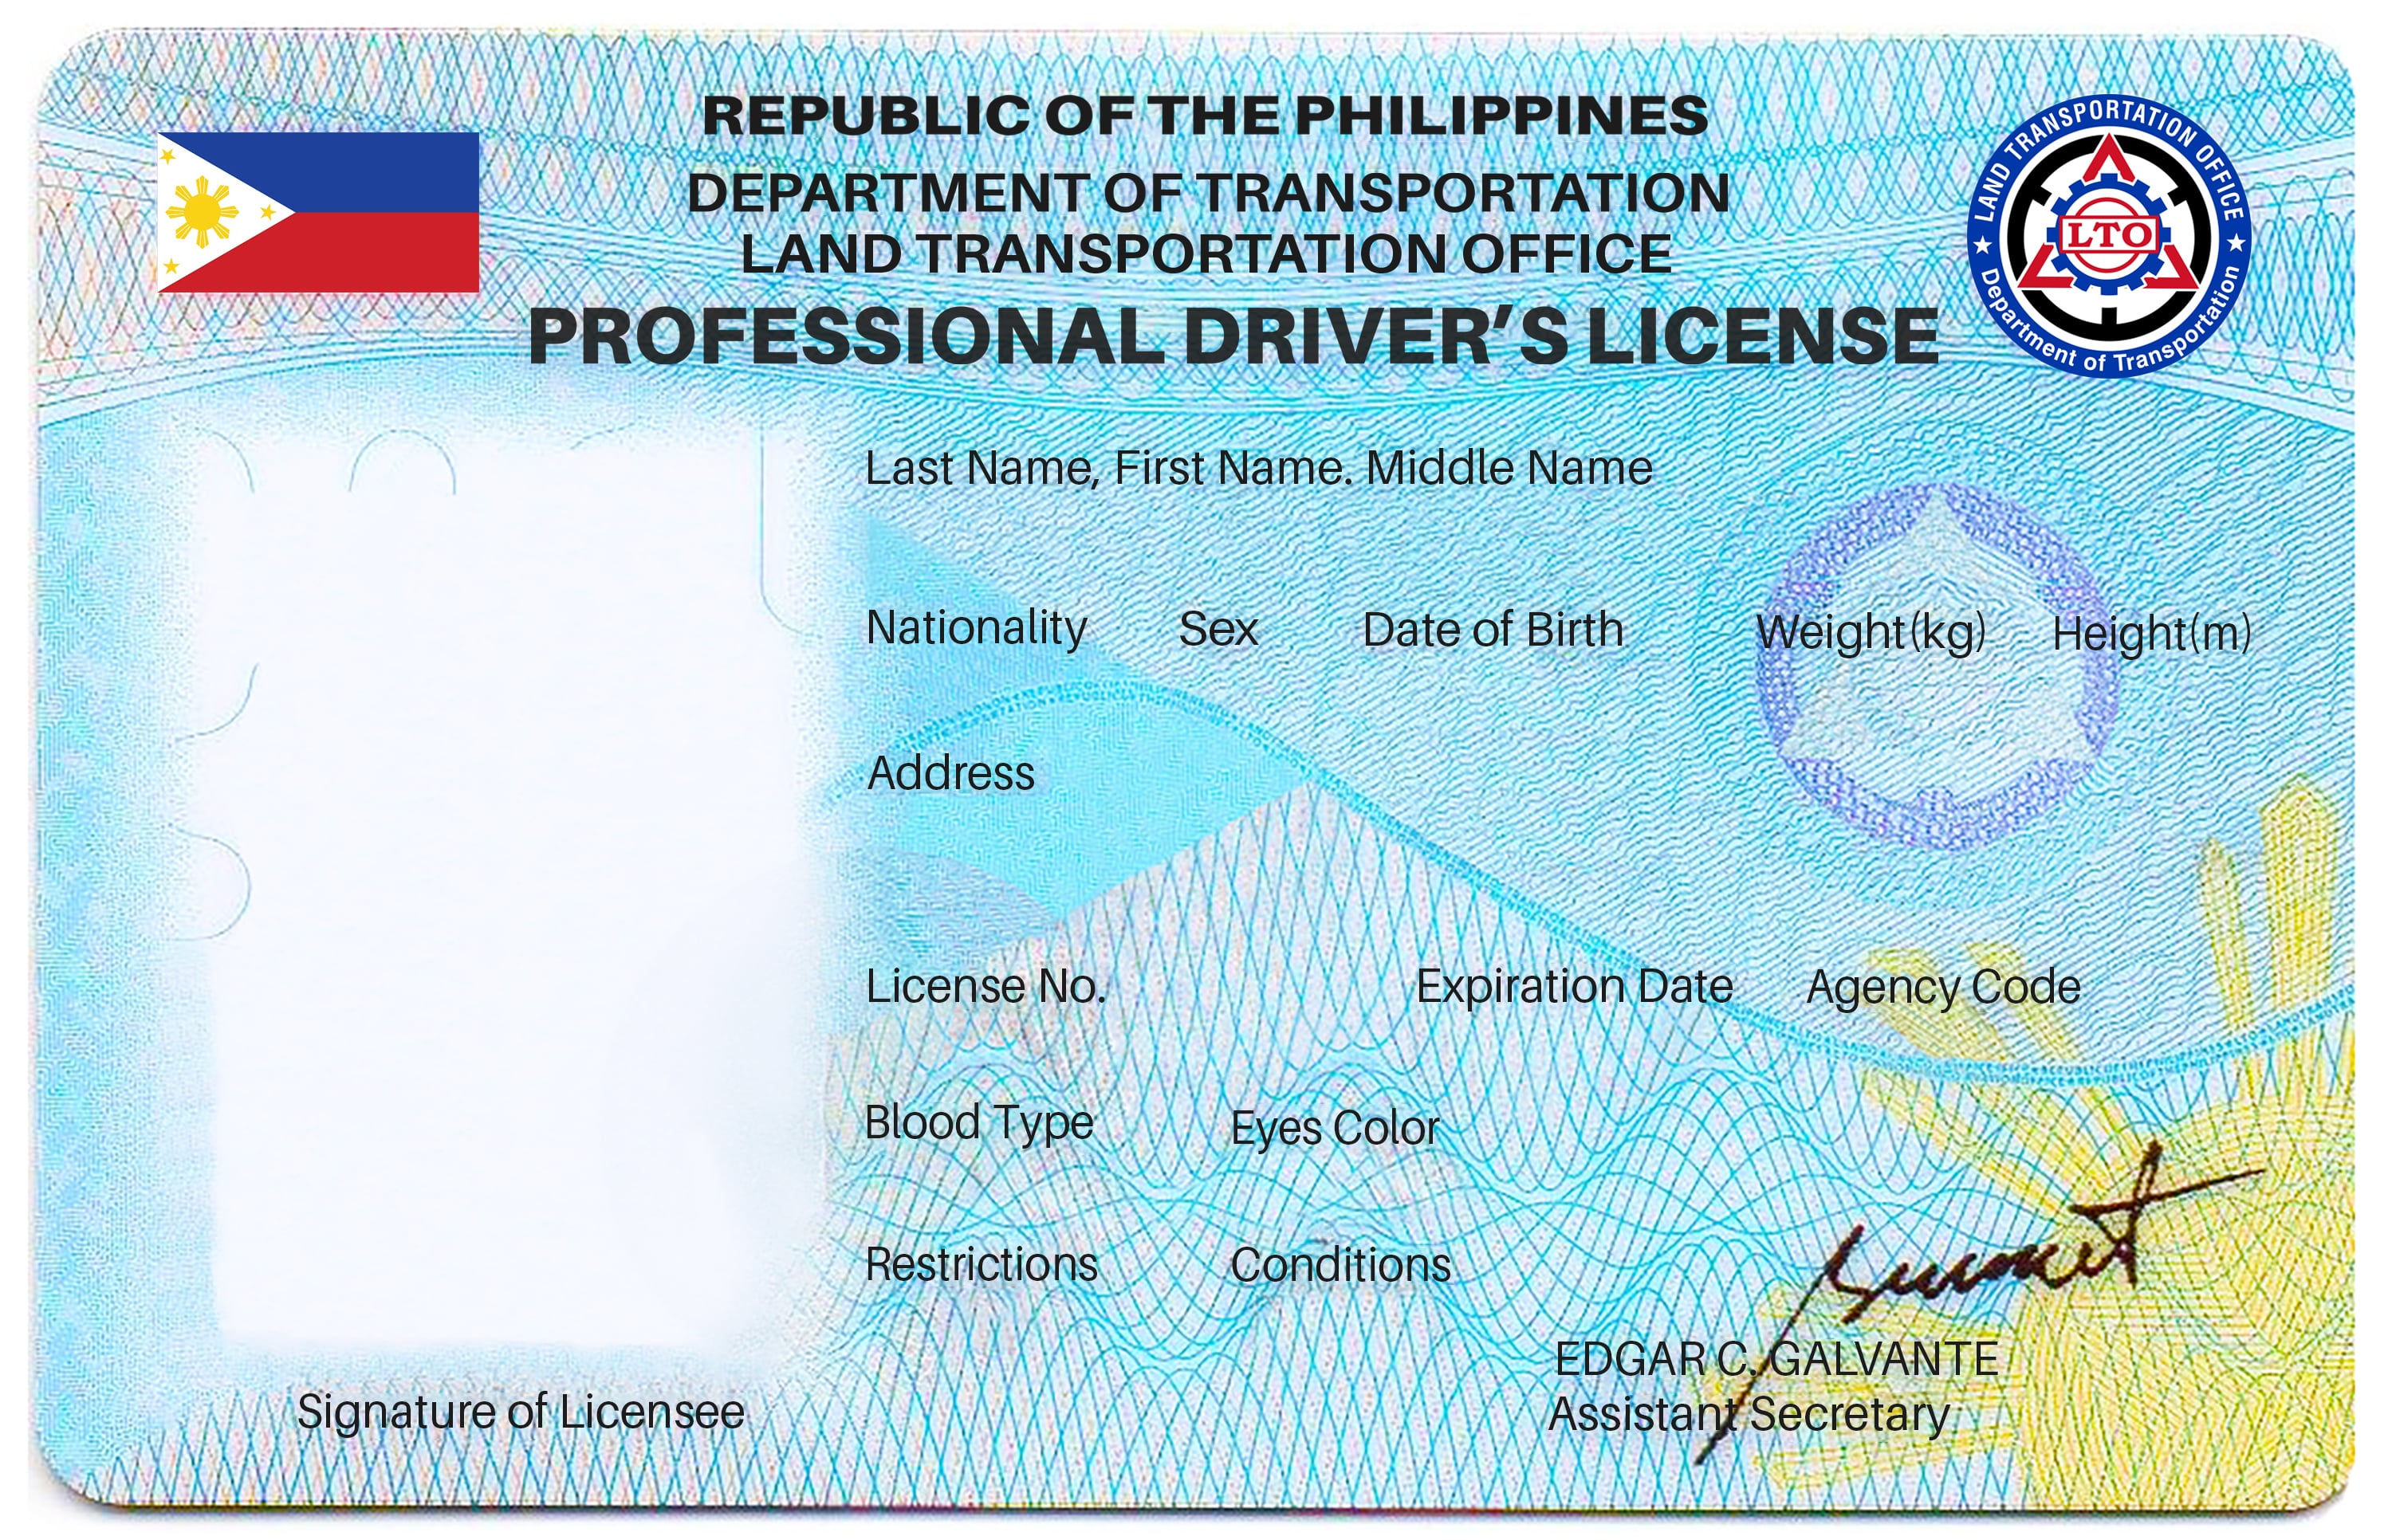 REPUBLIC OF THE PHILIPPINES
DEPARTMENT OF TRANSPORTATION
LAND TRANSPORTATION OFFICE
PROFESSIONAL DRIVER’S LICENSE
LAND TRANSPORTATION OFFICE
LTO
Department of Transportation
Last Name, First Name. Middle Name
Nationality Sex Date of Birth Weight(kg) Height(m)
Address
License No. Expiration Date Agency Code
Blood Type Eyes Color
Restrictions Conditions
EDGAR C. GALVANTE
Assistant Secretary
Signature of Licensee